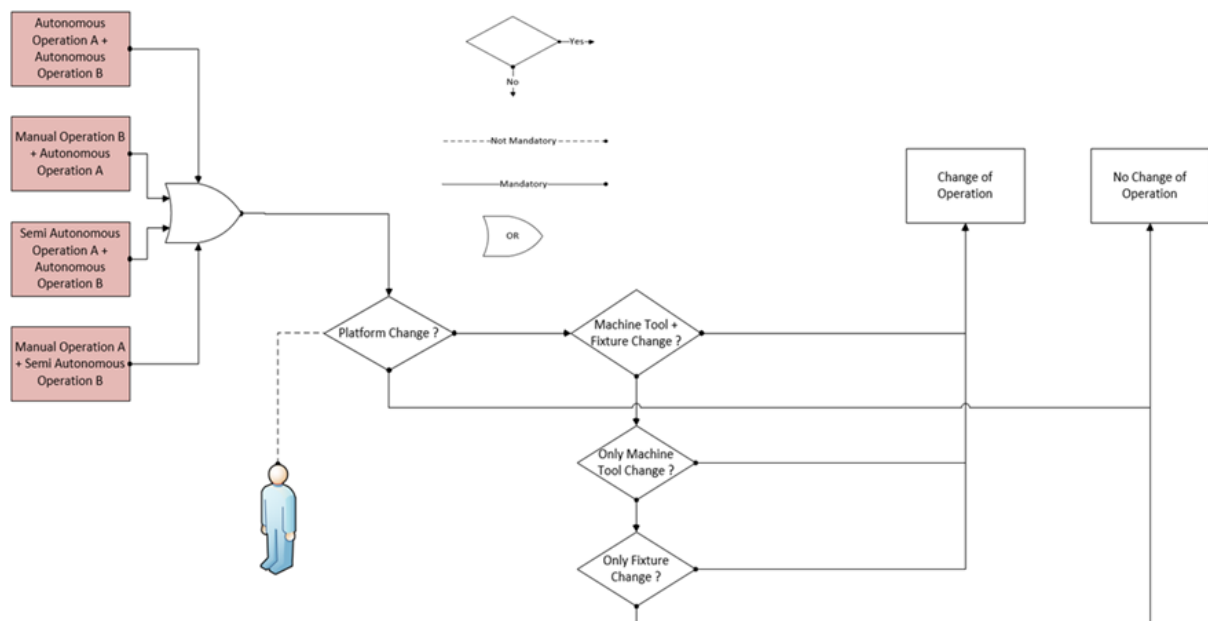 Autonomous
Operation A +
Autonomous
Operation B
Manual Operation B
+ Autonomous
Operation A
Semi Autonomous
Operation A +
Autonomous
Operation B
Manual Operation A
+ Semi Autonomous
Operation B
Yes
No
Not Mandatory
Mandatory
OR
Change of
Operation
No Change of
Operation
Platform Change ?
Machine Tool +
Fixture Change ?
Only Machine
Tool Change ?
Only Fixture
Change ?